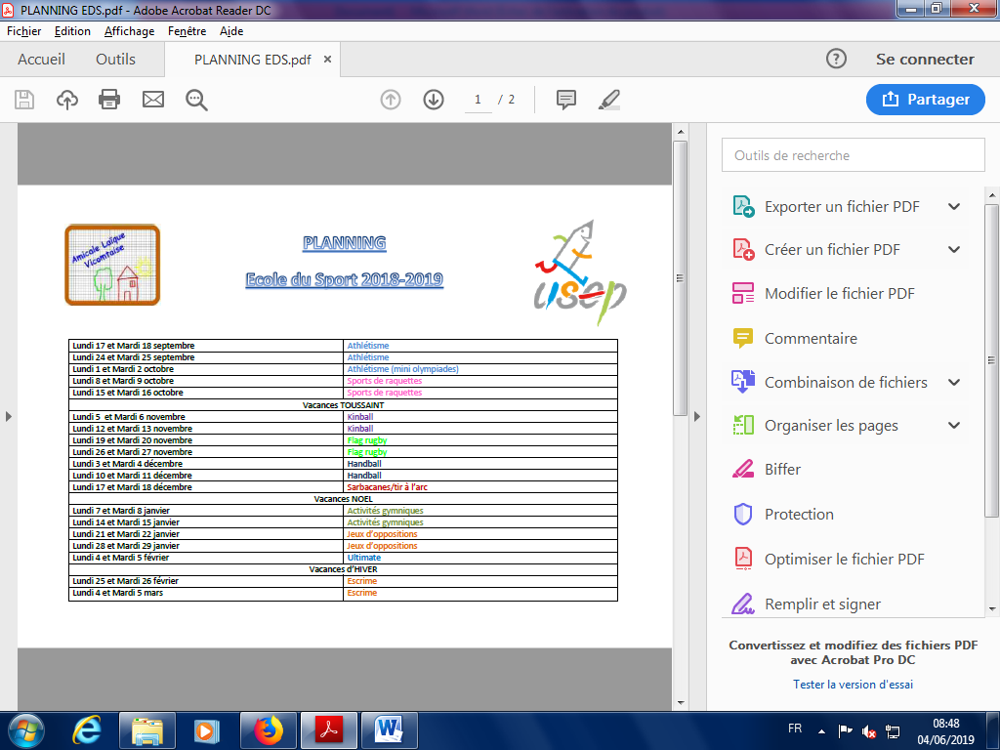 PLANNING EDS.pdf - Adobe Acrobat Reader DC
Fichier Edition Affichage Fenêtre Aide
Accueil Outils PLANNING EDS.pdf × Se connecter
1 / 2 Partager
Outils de recherche
Exporter un fichier PDF
Créer un fichier PDF
Modifier le fichier PDF
Commentaire
Combinaison de fichiers
Organiser les pages
Biffer
Protection
Optimiser le fichier PDF
Remplir et signer
Convertissez et modifiez des fichiers PDF
avec Acrobat Pro DC
Tester la version d'essai
Amicale Laïque
Vicomtaise
PLANNING
Ecole du Sport 2018-2019
usep
Lundi 17 et Mardi 18 septembre Athlétisme
Lundi 24 et Mardi 25 septembre Athlétisme
Lundi 1 et Mardi 2 octobre Athlétisme (mini olympiades)
Lundi 8 et Mardi 9 octobre Sports de raquettes
Lundi 15 et Mardi 16 octobre Sports de raquettes
Vacances TOUSSAINT
Lundi 5 et Mardi 6 novembre Kinball
Lundi 12 et Mardi 13 novembre Kinball
Lundi 19 et Mardi 20 novembre Flag rugby
Lundi 26 et Mardi 27 novembre Flag rugby
Lundi 3 et Mardi 4 décembre Handball
Lundi 10 et Mardi 11 décembre Handball
Lundi 17 et Mardi 18 décembre Sarbacanes/tir à l'arc
Vacances NOEL
Lundi 7 et Mardi 8 janvier Activités gymniques
Lundi 14 et Mardi 15 janvier Activités gymniques
Lundi 21 et Mardi 22 janvier Jeux d'oppositions
Lundi 28 et Mardi 29 janvier Jeux d'oppositions
Lundi 4 et Mardi 5 février Ultimate
Vacances d'HIVER
Lundi 25 et Mardi 26 février Escrime
Lundi 4 et Mardi 5 mars Escrime
FR 08:48
04/06/2019